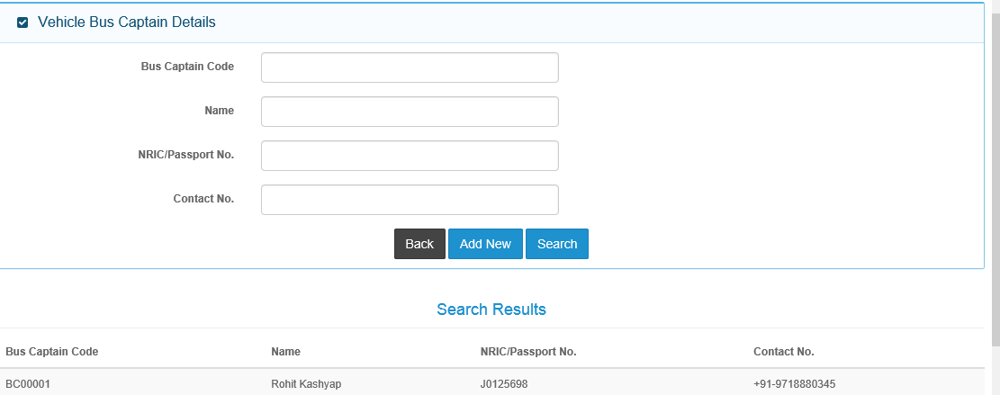 Vehicle Bus Captain Details
Bus Captain Code
Name
NRIC/Passport No.
Contact No.
Back Add New Search
Search Results
Bus Captain Code Name NRIC/Passport No. Contact No.
BC00001 Rohit Kashyap J0125698 +91-9718880345